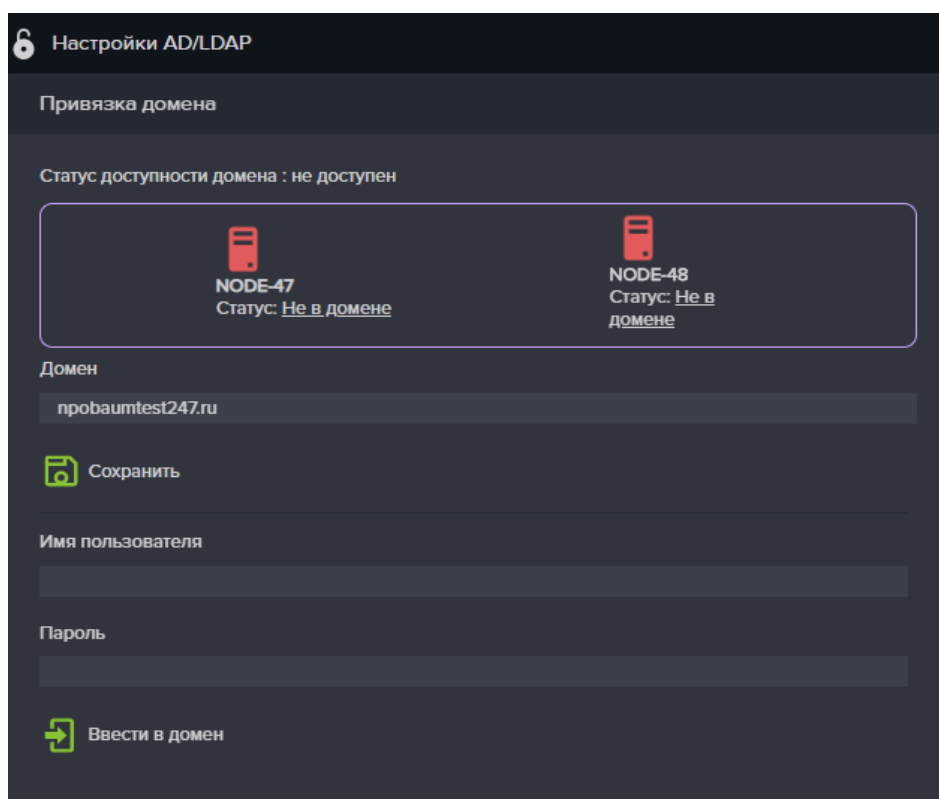 Настройки AD/LDAP
Привязка домена
Статус доступности домена : не доступен
NODE-47
Статус: Не в домене
NODE-48
Статус: Не в
домене
Домен
npobaumtest247.ru
Сохранить
Имя пользователя
Пароль
Ввести в домен